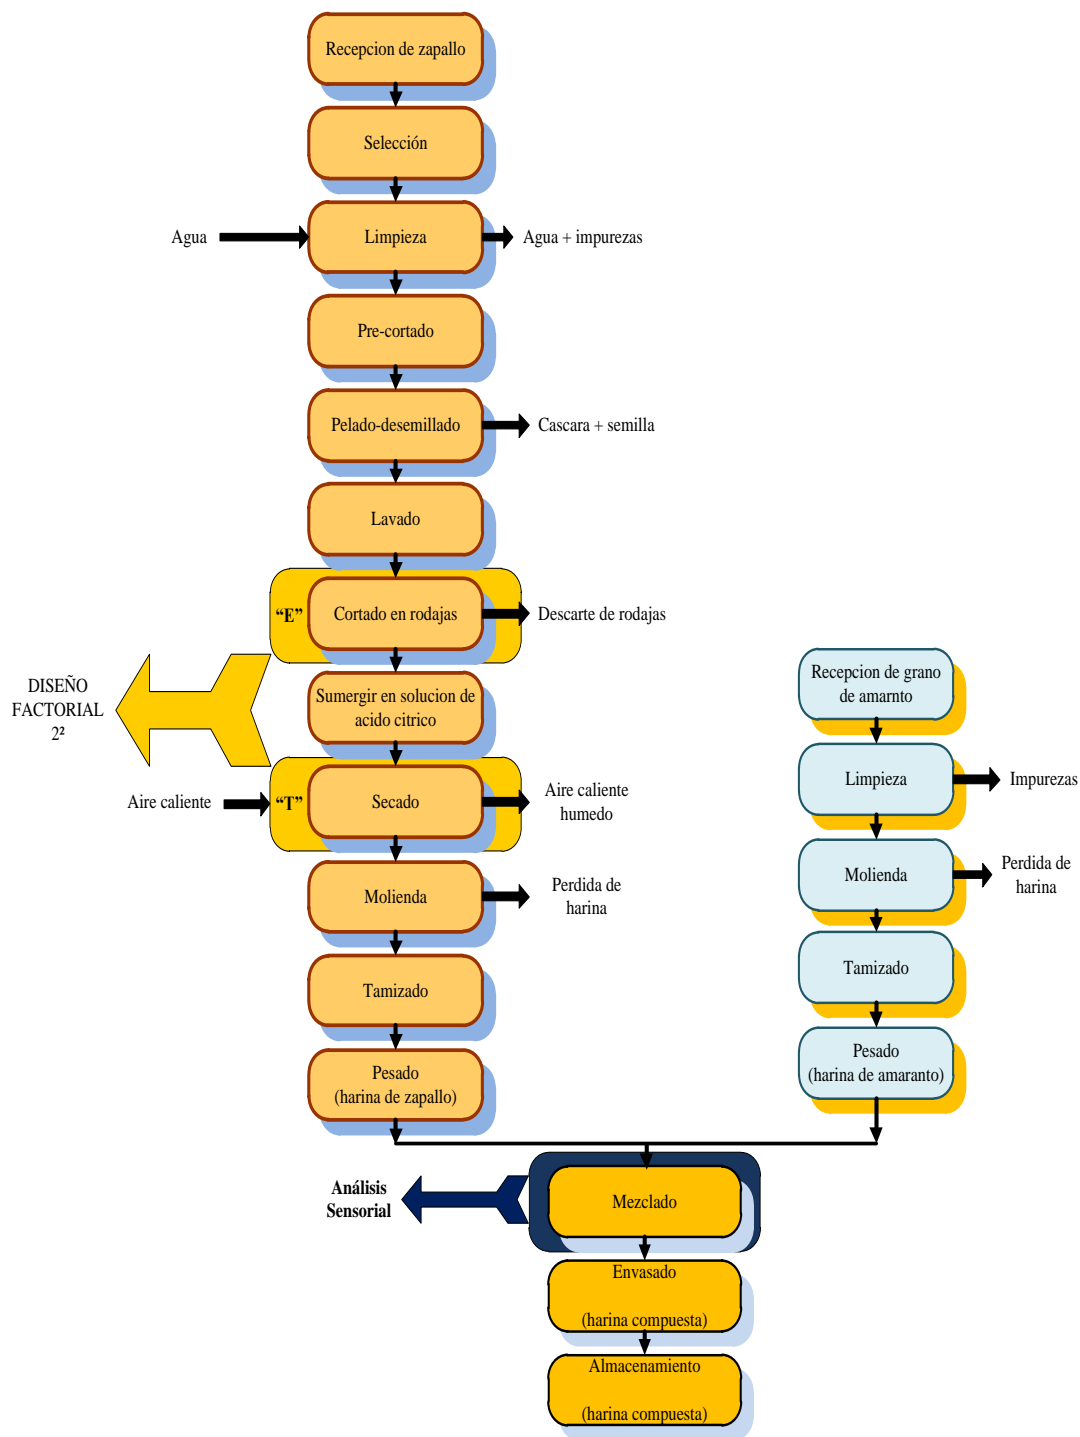 Recepcion de zapallo
Selección
Agua
Limpieza
Agua + impurezas
Pre-cortado
Pelado-desemillado
Cascara + semilla
Lavado
“E”
Cortado en rodajas
Descarte de rodajas
DISEÑO
FACTORIAL
2²
Sumergir en solucion de
acido citrico
Aire caliente
“T”
Secado
Aire caliente
humedo
Molienda
Perdida de
harina
Tamizado
Pesado
(harina de zapallo)
Recepcion de grano
de amarnto
Limpieza
Impurezas
Molienda
Perdida de
harina
Tamizado
Pesado
(harina de amaranto)
Análisis
Sensorial
Mezclado
Envasado
(harina compuesta)
Almacenamiento
(harina compuesta)